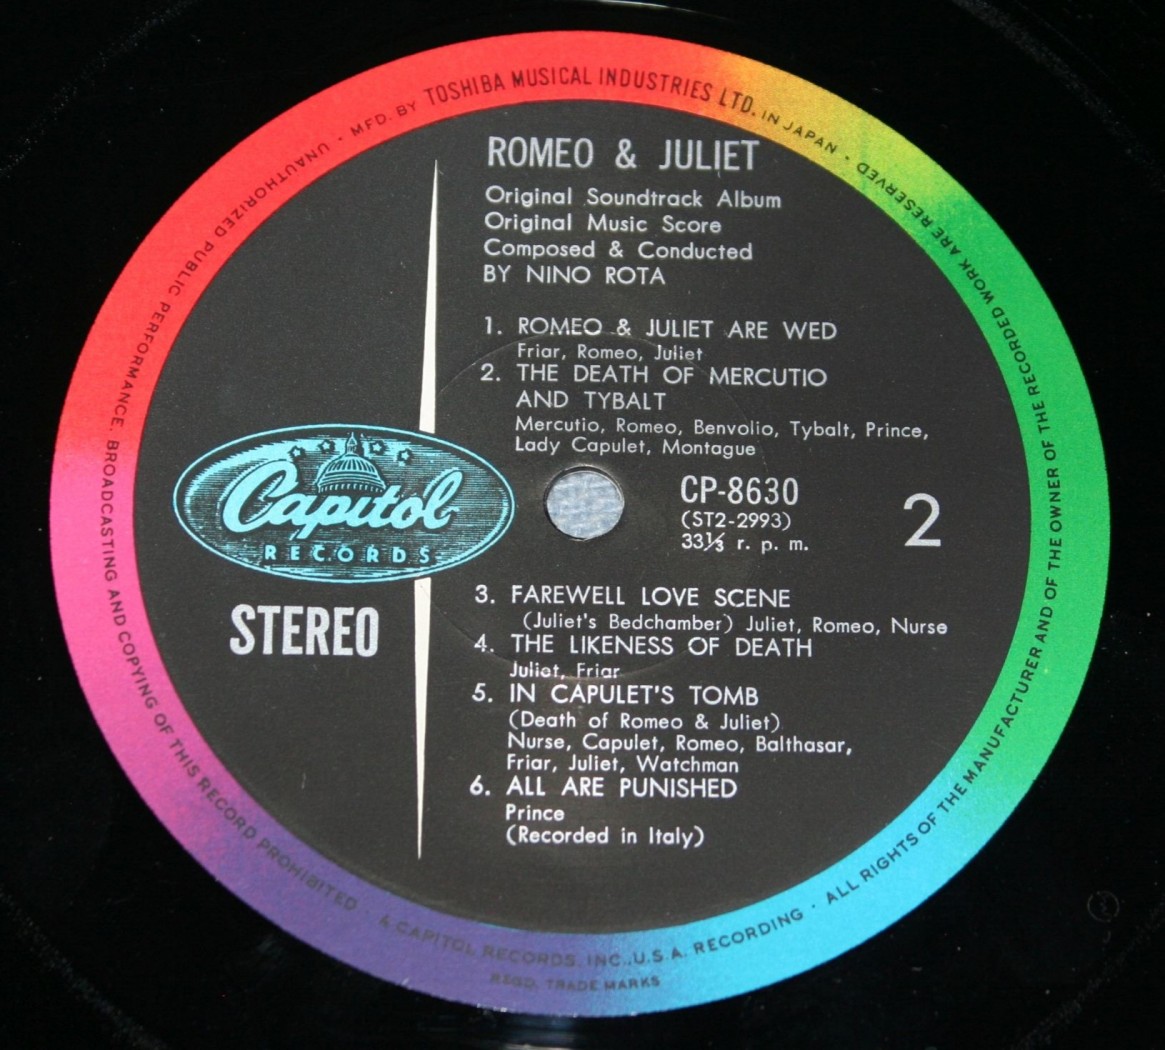 MFD. BY TOSHIBA MUSICAL INDUSTRIES LTD. IN JAPAN · UNAUTHORIZED PUBLIC PERFORMANCE, BROADCASTING AND COPYING OF THIS RECORD PROHIBITED · A CAPITOL RECORDS, INC., U.S.A. RECORDING · ALL RIGHTS OF THE MANUFACTURER AND OF THE OWNER OF THE RECORDED WORK ARE RESERVED ·
REGD. TRADE MARKS
ROMEO & JULIET
Original Soundtrack Album
Original Music Score
Composed & Conducted
BY NINO ROTA
1. ROMEO & JULIET ARE WED
Friar, Romeo, Juliet
2. THE DEATH OF MERCUTIO
AND TYBALT
Mercutio, Romeo, Benvolio, Tybalt, Prince,
Lady Capulet, Montague
Capitol
RECORDS
STEREO
CP-8630
(ST2-2993)
33⅓ r. p. m.
2
3. FAREWELL LOVE SCENE
(Juliet's Bedchamber) Juliet, Romeo, Nurse
4. THE LIKENESS OF DEATH
Juliet, Friar
5. IN CAPULET'S TOMB
(Death of Romeo & Juliet)
Nurse, Capulet, Romeo, Balthasar,
Friar, Juliet, Watchman
6. ALL ARE PUNISHED
Prince
(Recorded in Italy)